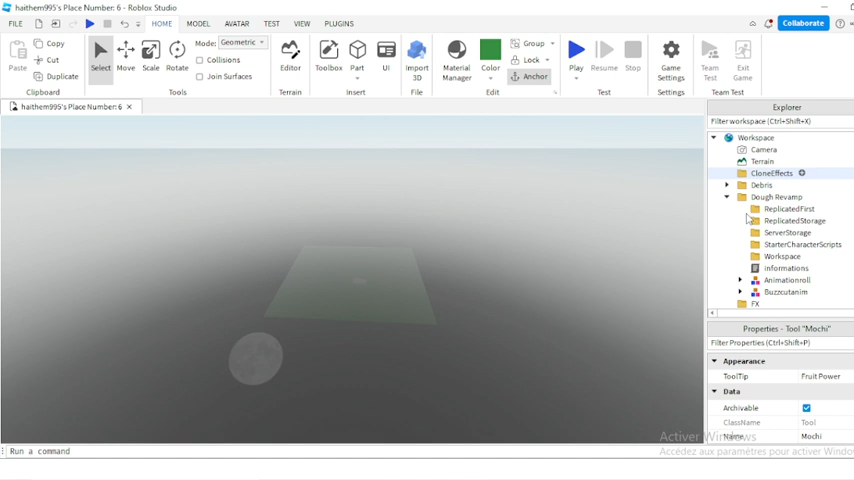 haithem995's Place Number: 6 - Roblox Studio
FILE HOME MODEL AVATAR TEST VIEW PLUGINS Collaborate
Paste Copy Cut Duplicate Clipboard
Select Move Scale Rotate Mode: Geometric Collisions Join Surfaces Tools
Editor Terrain
Toolbox Part UI Insert
Import 3D File
Material Manager Color Group Lock Anchor Edit
Play Resume Stop Test
Game Settings Settings
Team Test Exit Game Team Test
haithem995's Place Number: 6
Explorer
Filter workspace (Ctrl+Shift+X)
Workspace
Camera
Terrain
CloneEffects
Debris
Dough Revamp
ReplicatedFirst
ReplicatedStorage
ServerStorage
StarterCharacterScripts
Workspace
informations
Animationroll
Buzzcutanim
FX
Properties - Tool "Mochi"
Filter Properties (Ctrl+Shift+P)
Appearance
ToolTip Fruit Power
Data
Archivable
ClassName Tool
Name Mochi
Activer Windows
Accédez aux paramètres pour activer Windo
Run a command